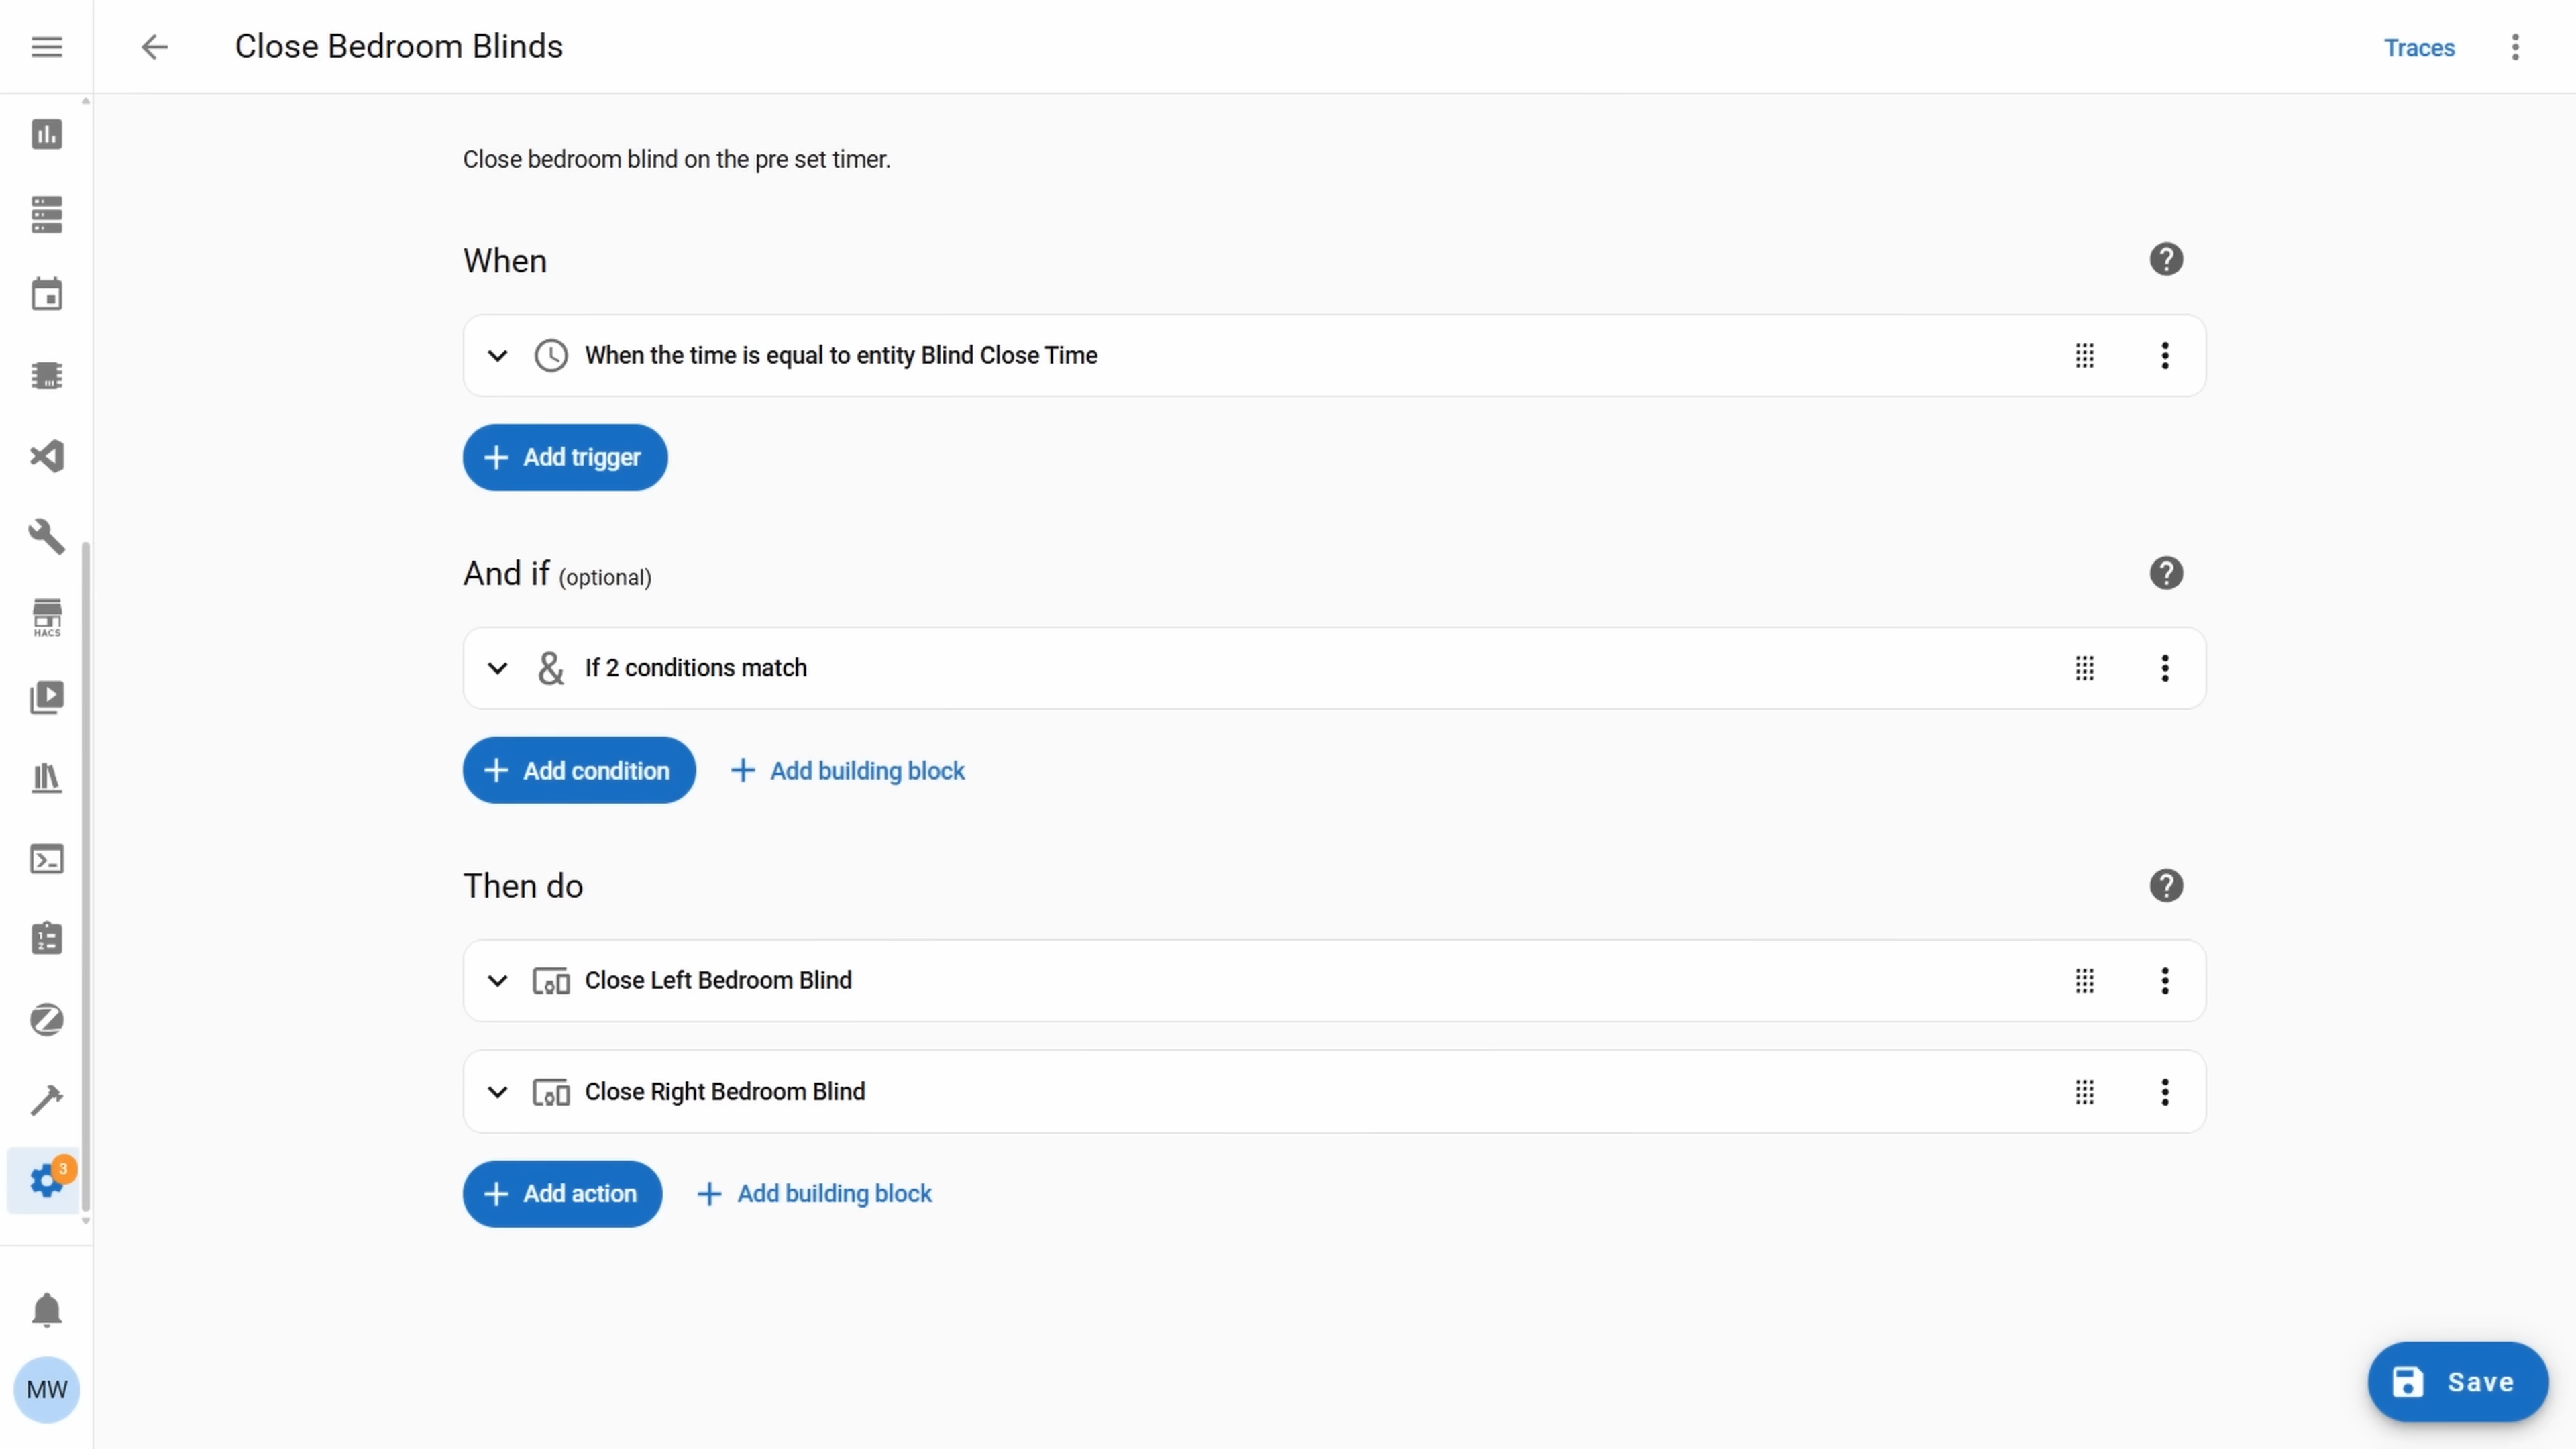 Close Bedroom Blinds
Traces
Close bedroom blind on the pre set timer.
When
When the time is equal to entity Blind Close Time
Add trigger
And if (optional)
If 2 conditions match
Add condition
Add building block
Then do
Close Left Bedroom Blind
Close Right Bedroom Blind
Add action
Add building block
HACS
3
MW
Save